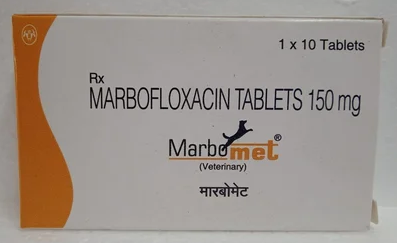 1 x 10 Tablets
Rx
MARBOFLOXACIN TABLETS 150 mg
Marbomet®
(Veterinary)
मारबोमेट